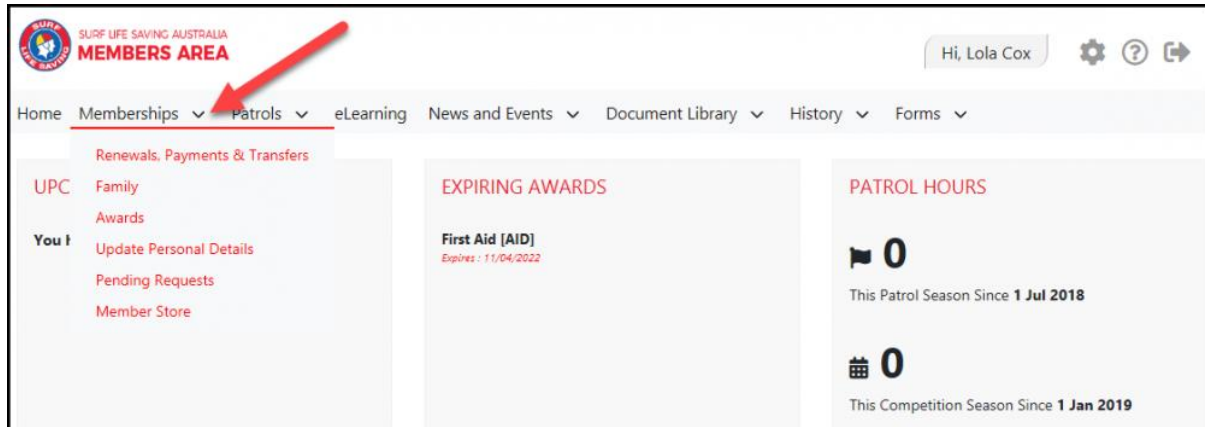 SURF LIFE SAVING
SURF LIFE SAVING AUSTRALIA
MEMBERS AREA
Hi, Lola Cox
Home Memberships Patrols eLearning News and Events Document Library History Forms
Renewals, Payments & Transfers
Family
Awards
Update Personal Details
Pending Requests
Member Store
UPC
You h
EXPIRING AWARDS
First Aid [AID]
Expires : 11/04/2022
PATROL HOURS
0
This Patrol Season Since 1 Jul 2018
0
This Competition Season Since 1 Jan 2019